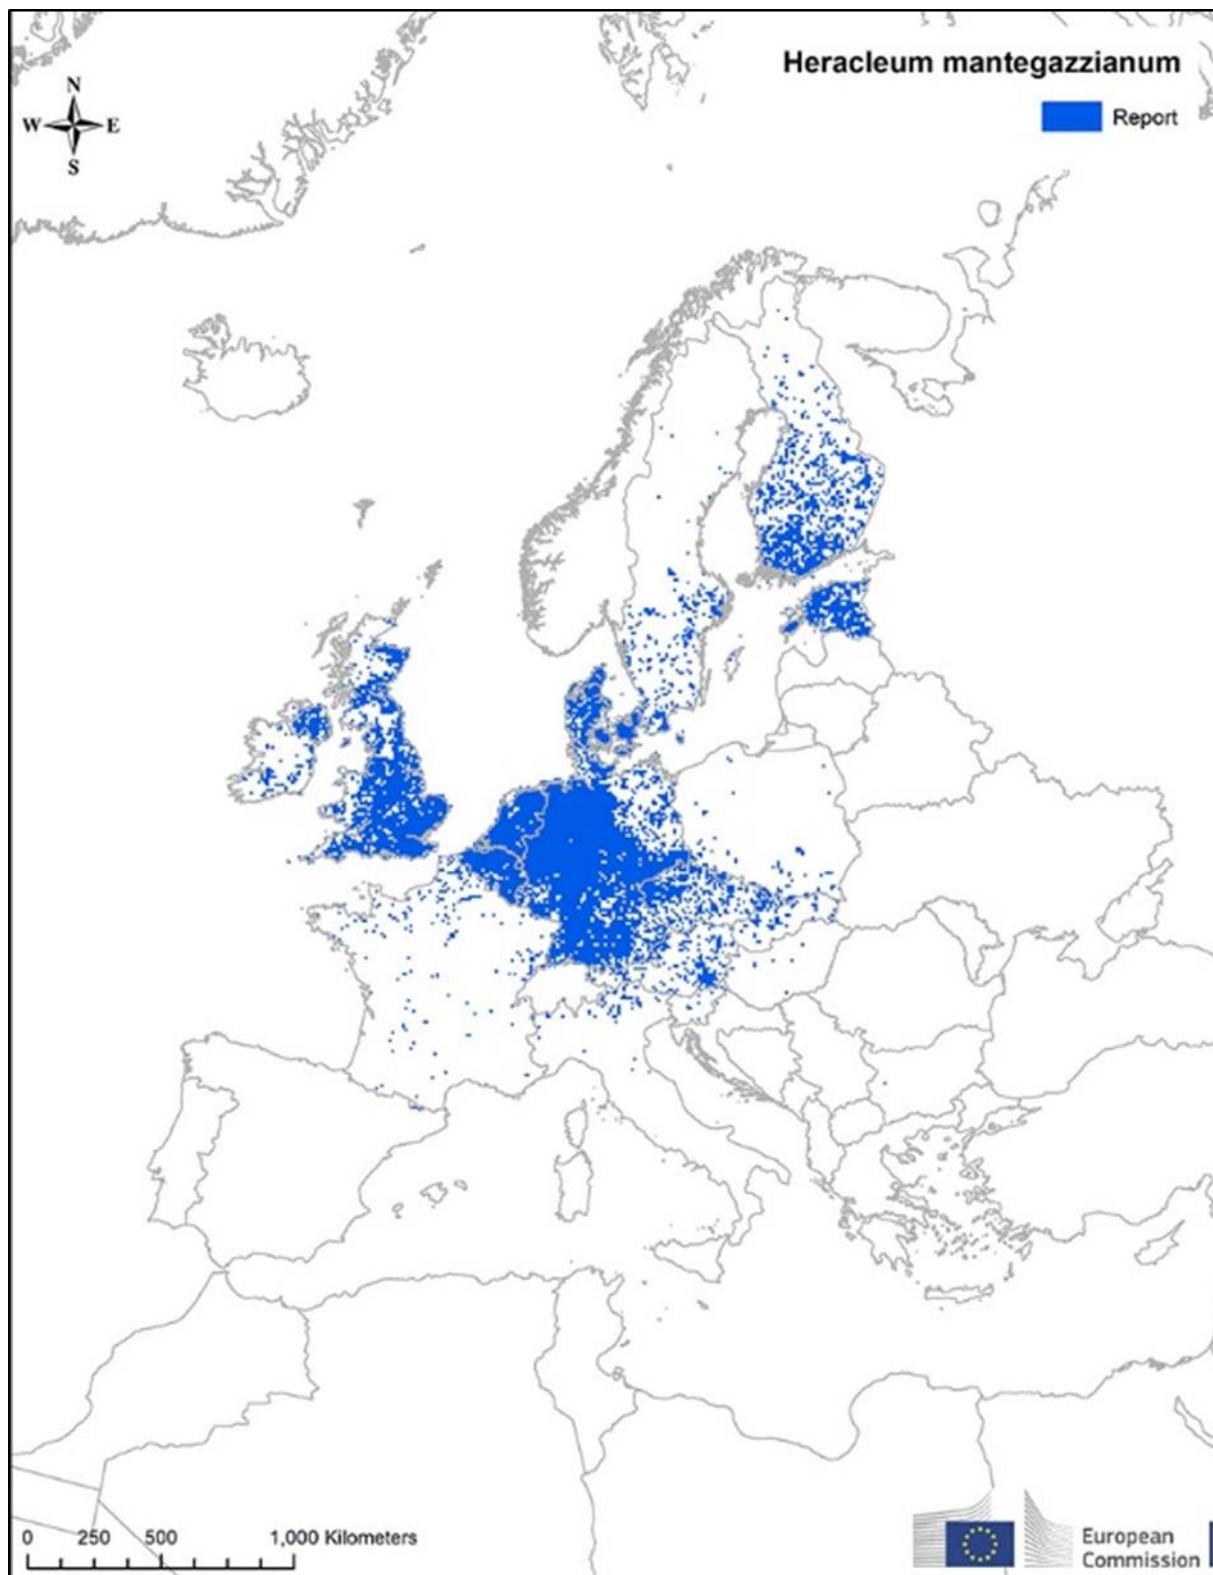 Heracleum mantegazzianum
Report
N
W E
S
0 250 500 1,000 Kilometers
European
Commission